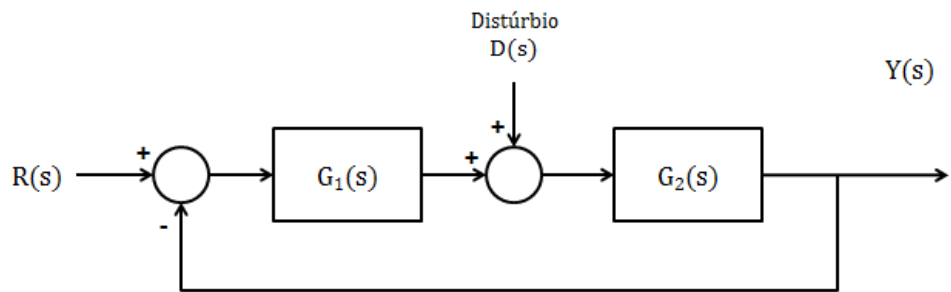 Distúrbio
D(s)
Y(s)
+
+
R(s)
+
G₁(s)
G₂(s)
-